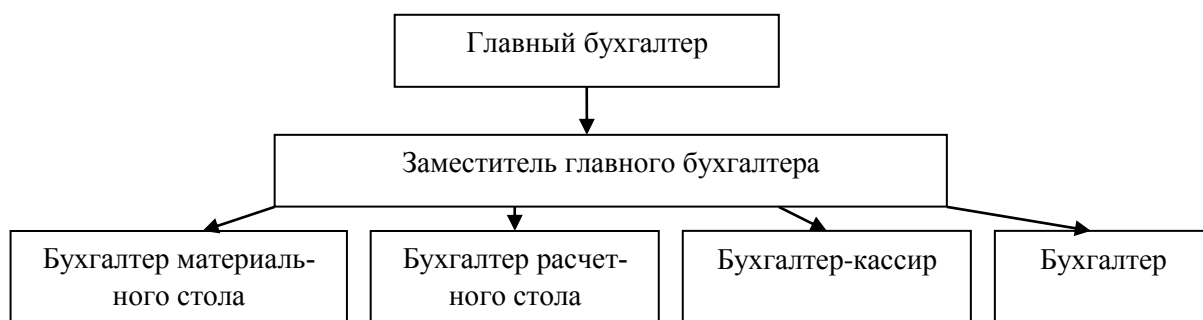 Главный бухгалтер
Заместитель главного бухгалтера
Бухгалтер материаль-
ного стола
Бухгалтер расчет-
ного стола
Бухгалтер-кассир
Бухгалтер